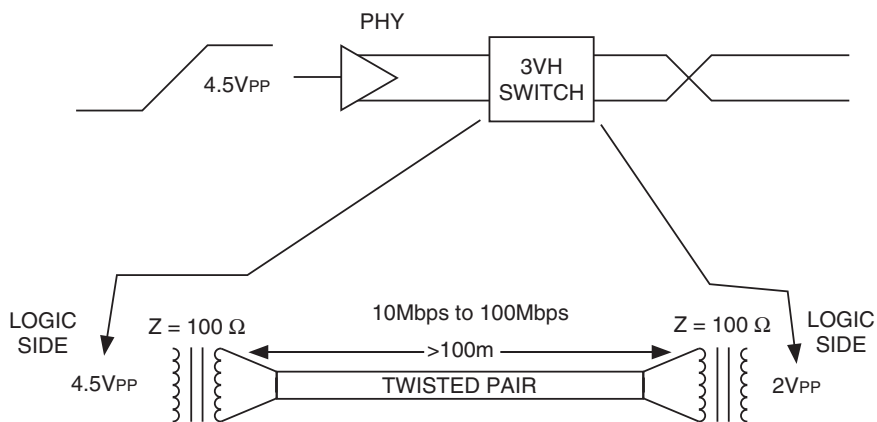 PHY
4.5VPP
3VH
SWITCH
10Mbps to 100Mbps
LOGIC
SIDE
Z = 100 Ω
Z = 100 Ω
LOGIC
SIDE
>100m
4.5VPP
TWISTED PAIR
2VPP